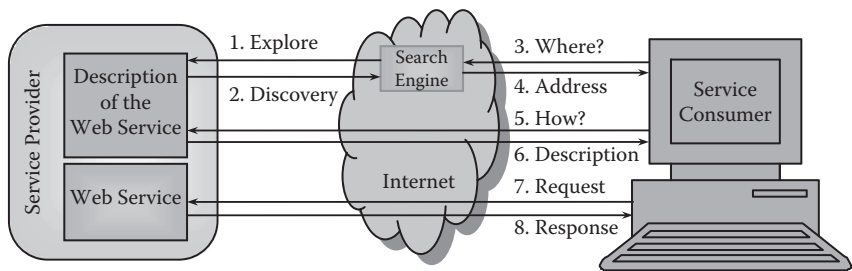 Service Provider
Description
of the
Web Service
Web Service
1. Explore
2. Discovery
Search
Engine
Internet
3. Where?
4. Address
5. How?
6. Description
7. Request
8. Response
Service
Consumer